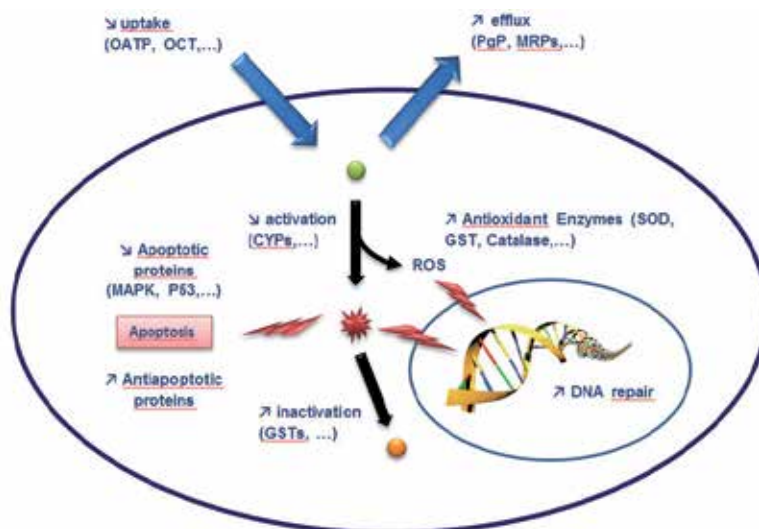 ↘ uptake
(OATP, OCT,...)
↗ efflux
(PgP, MRPs,...)
↘ activation
(CYPs,...)
↗ Antioxidant Enzymes (SOD,
GST, Catalase,...)
↘ Apoptotic
proteins
(MAPK, P53,...)
ROS
Apoptosis
↗ Antiapoptotic
proteins
↗ DNA repair
↗ inactivation
(GSTs, ...)